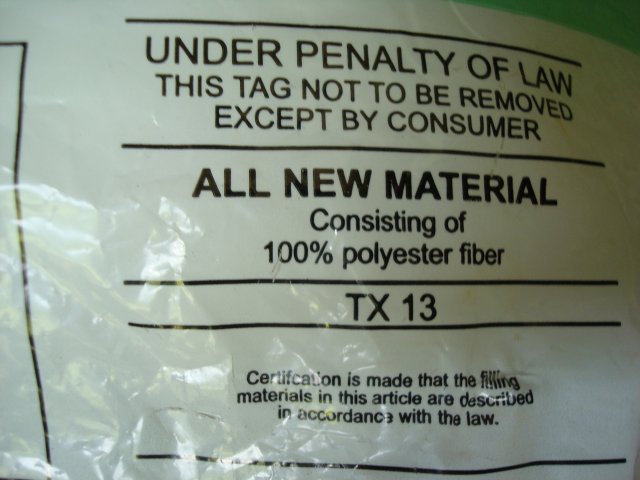 UNDER PENALTY OF LAW
THIS TAG NOT TO BE REMOVED
EXCEPT BY CONSUMER
ALL NEW MATERIAL
Consisting of
100% polyester fiber
TX 13
Certifcation is made that the filling
materials in this article are described
in accordance with the law.